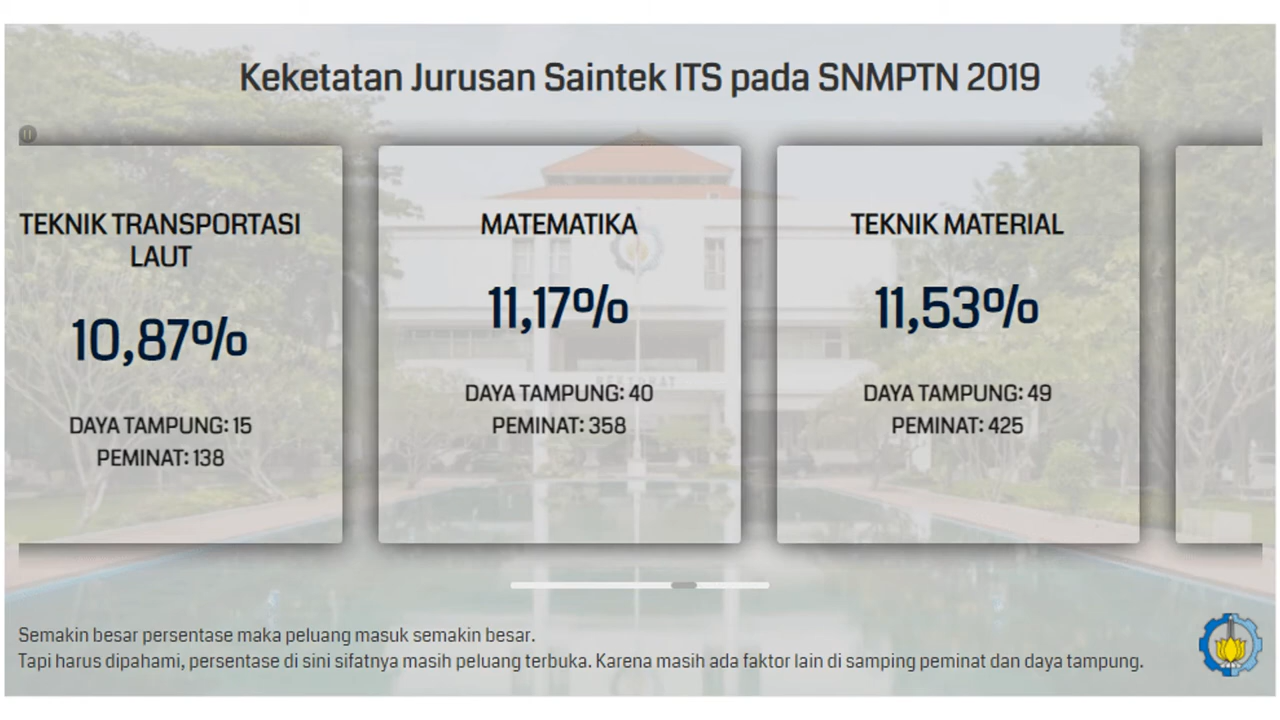 Keketatan Jurusan Saintek ITS pada SNMPTN 2019
TEKNIK TRANSPORTASI
LAUT
10,87%
DAYA TAMPUNG: 15
PEMINAT: 138
MATEMATIKA
11,17%
DAYA TAMPUNG: 40
PEMINAT: 358
TEKNIK MATERIAL
11,53%
DAYA TAMPUNG: 49
PEMINAT: 425
Semakin besar persentase maka peluang masuk semakin besar.
Tapi harus dipahami, persentase di sini sifatnya masih peluang terbuka. Karena masih ada faktor lain di samping peminat dan daya tampung.